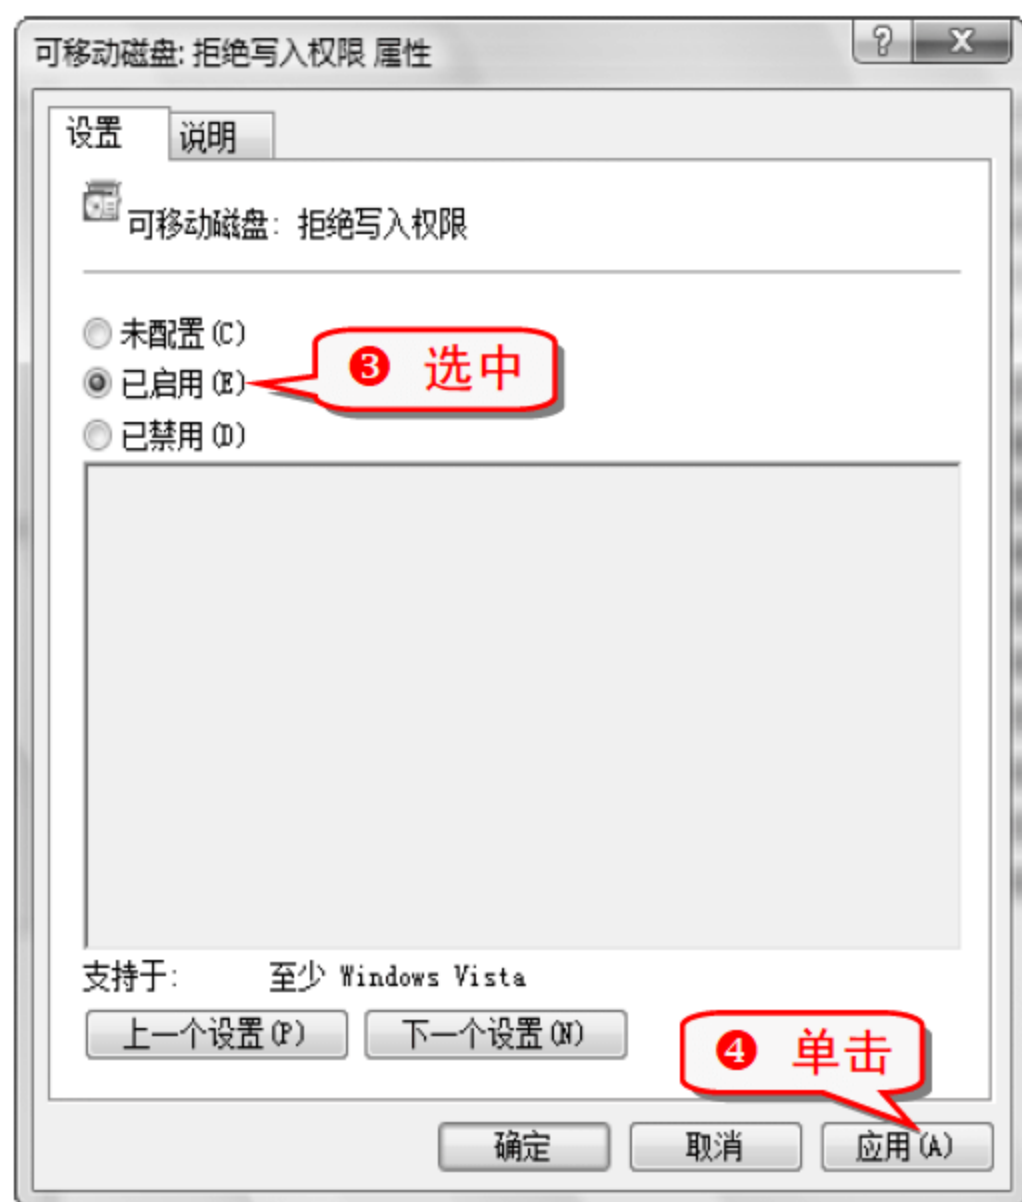 可移动磁盘: 拒绝写入权限 属性
设置 说明
可移动磁盘: 拒绝写入权限
未配置(C)
❸ 选中
已启用(E)
已禁用(D)
支持于: 至少 Windows Vista
上一个设置(P) 下一个设置(N)
❹ 单击
确定 取消 应用(A)